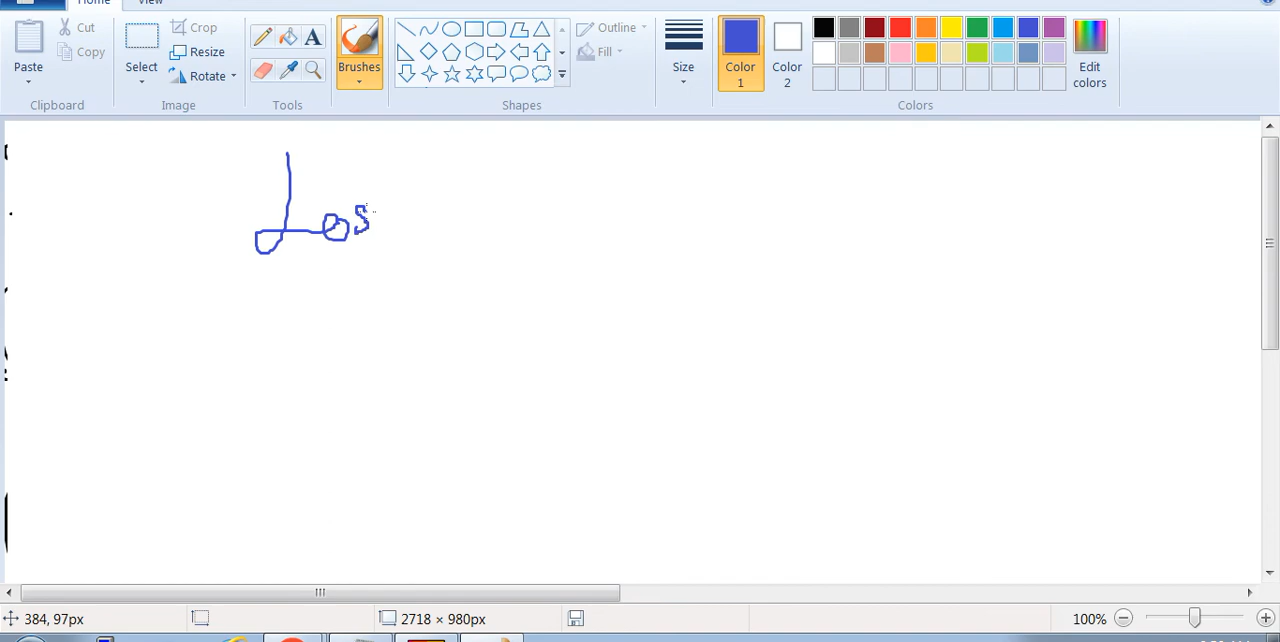 Home View
Cut
Copy
Paste
Clipboard
Select
Crop
Resize
Rotate
Image
A
Tools
Brushes
Outline
Fill
Shapes
Size
Color 1
Color 2
Edit colors
Colors
Los
384, 97px
2718 × 980px
100%